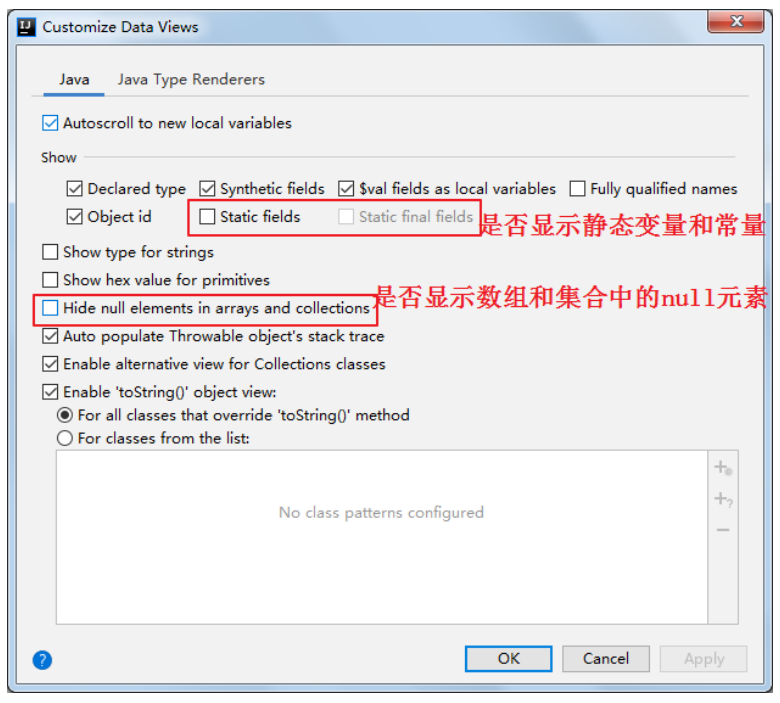 Customize Data Views
Java Java Type Renderers
Autoscroll to new local variables
Show
Declared type Synthetic fields $val fields as local variables Fully qualified names
Object id Static fields Static final fields 是否显示静态变量和常量
Show type for strings
Show hex value for primitives
Hide null elements in arrays and collections 是否显示数组和集合中的null元素
Auto populate Throwable object's stack trace
Enable alternative view for Collections classes
Enable 'toString()' object view:
For all classes that override 'toString()' method
For classes from the list:
No class patterns configured
OK Cancel Apply